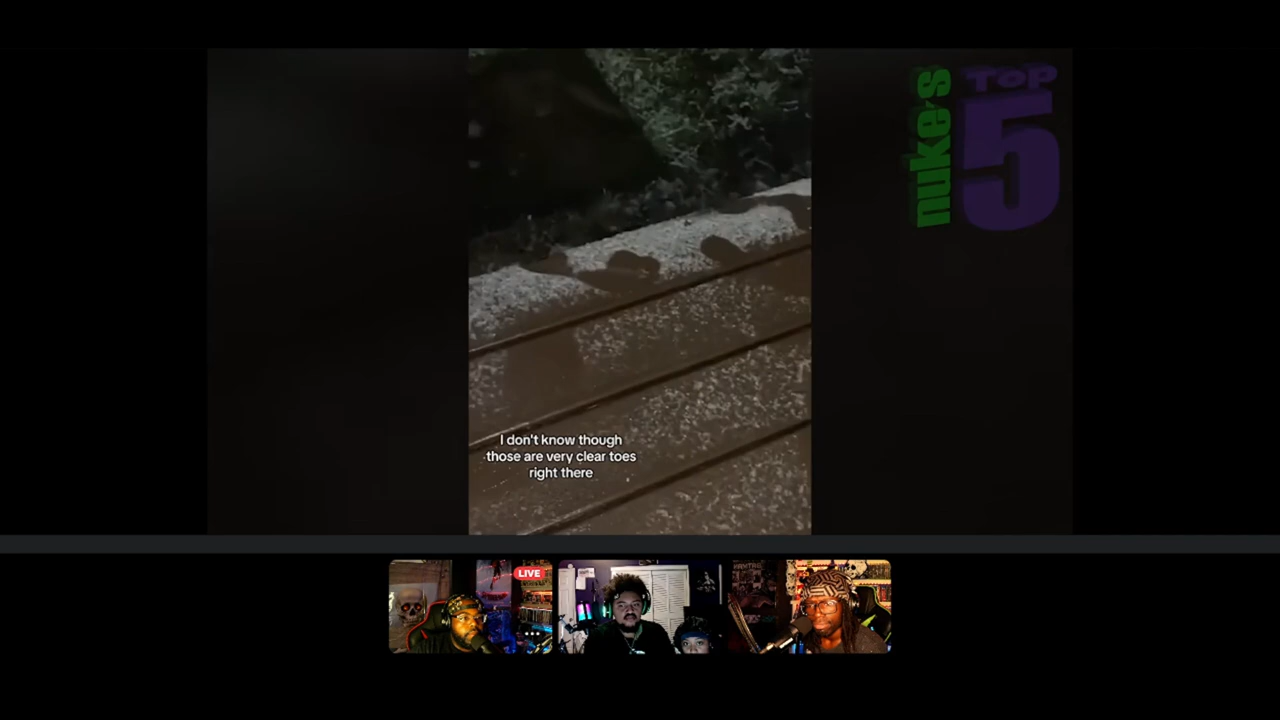 nuke's
TOP
5
I don't know though
those are very clear toes
right there
LIVE